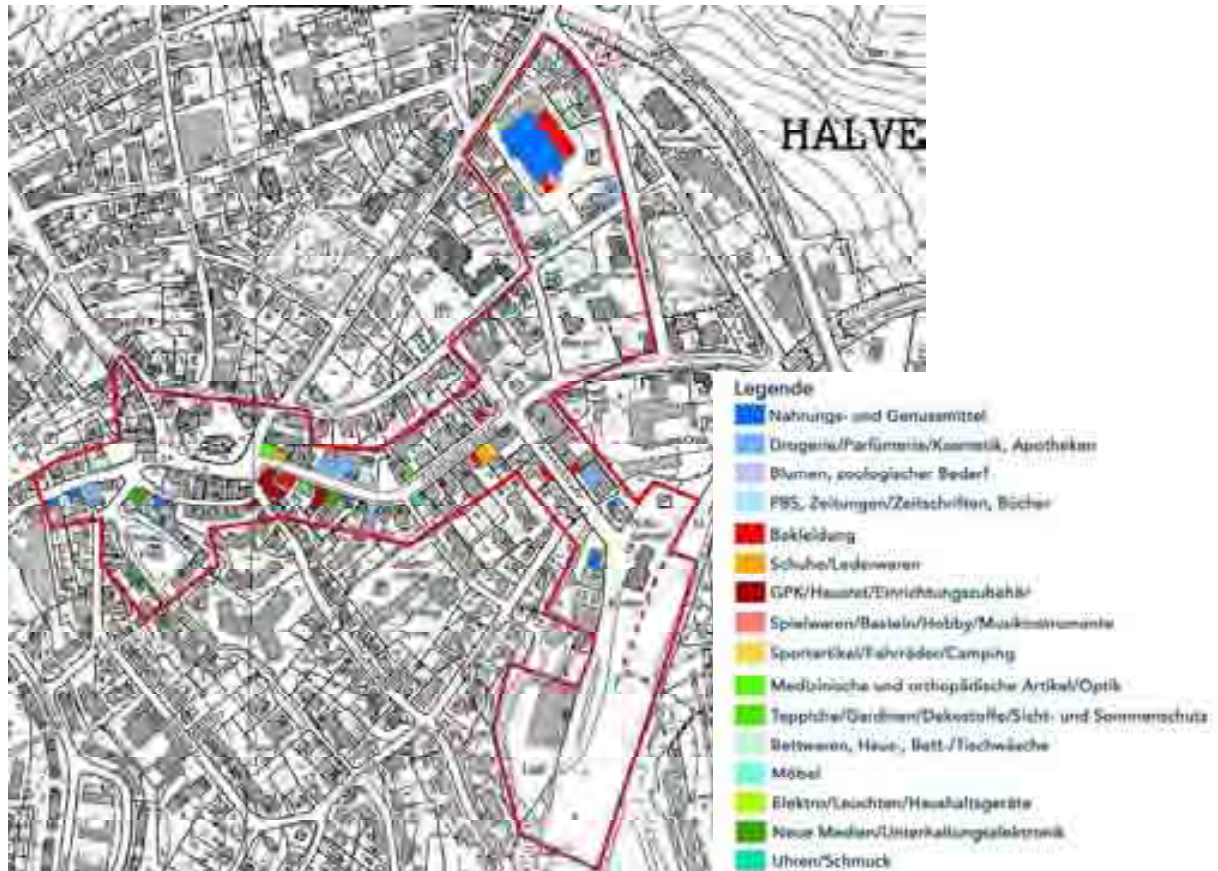 HALVE
Legende
Nahrungs- und Genussmittel
Drogerie/Parfümerie/Kosmetik, Apotheken
Blumen, zoologischer Bedarf
PBS, Zeitungen/Zeitschriften, Bücher
Bekleidung
Schuhe/Lederwaren
GPK/Hausrat/Einrichtungszubehör
Spielwaren/Basteln/Hobby/Musikinstrumente
Sportartikel/Fahrräder/Camping
Medizinische und orthopädische Artikel/Optik
Teppiche/Gardinen/Dekostoffe/Sicht- und Sonnenschutz
Bettwaren, Haus-, Bett-/Tischwäsche
Möbel
Elektro/Leuchten/Haushaltsgeräte
Neue Medien/Unterhaltungselektronik
Uhren/Schmuck